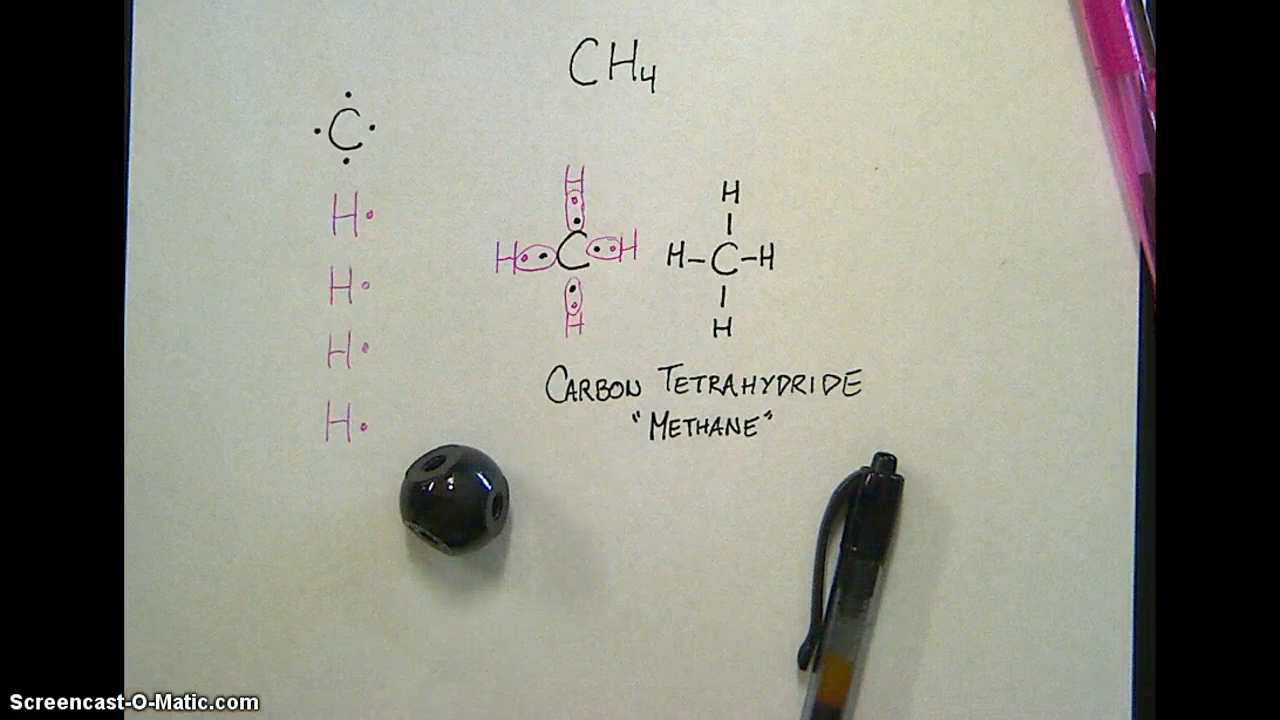 CH4
C
H
H
H
H
H
H C H
H
H
H-C-H
H
CARBON TETRAHYDRIDE
"METHANE"
Screencast-O-Matic.com